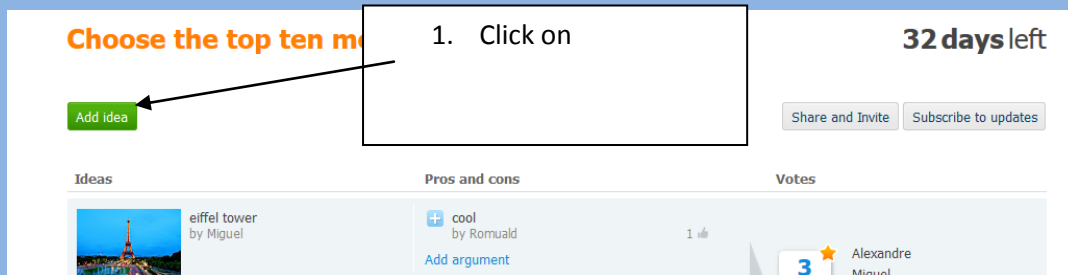 Choose the top ten m
1. Click on
32 days left
Add idea
Share and Invite
Subscribe to updates
Ideas
Pros and cons
Votes
eiffel tower
by Miguel
cool
by Romuald
1
Add argument
3
Alexandre
Miguel